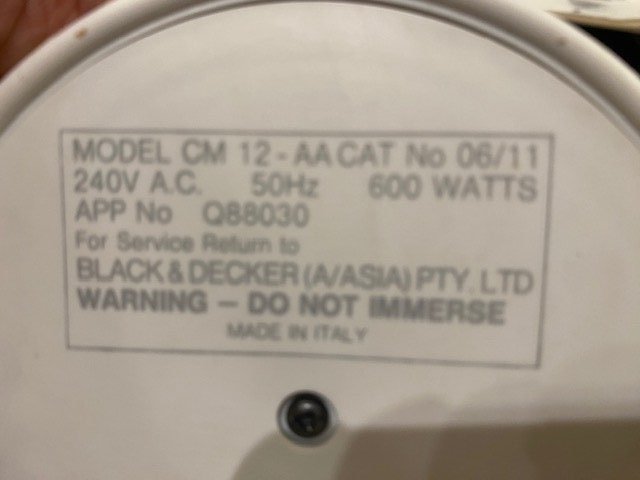 MODEL CM 12-AA CAT No 06/11
240V A.C. 50Hz 600 WATTS
APP No Q88030
For Service Return to
BLACK & DECKER (A/ASIA) PTY. LTD
WARNING – DO NOT IMMERSE
MADE IN ITALY